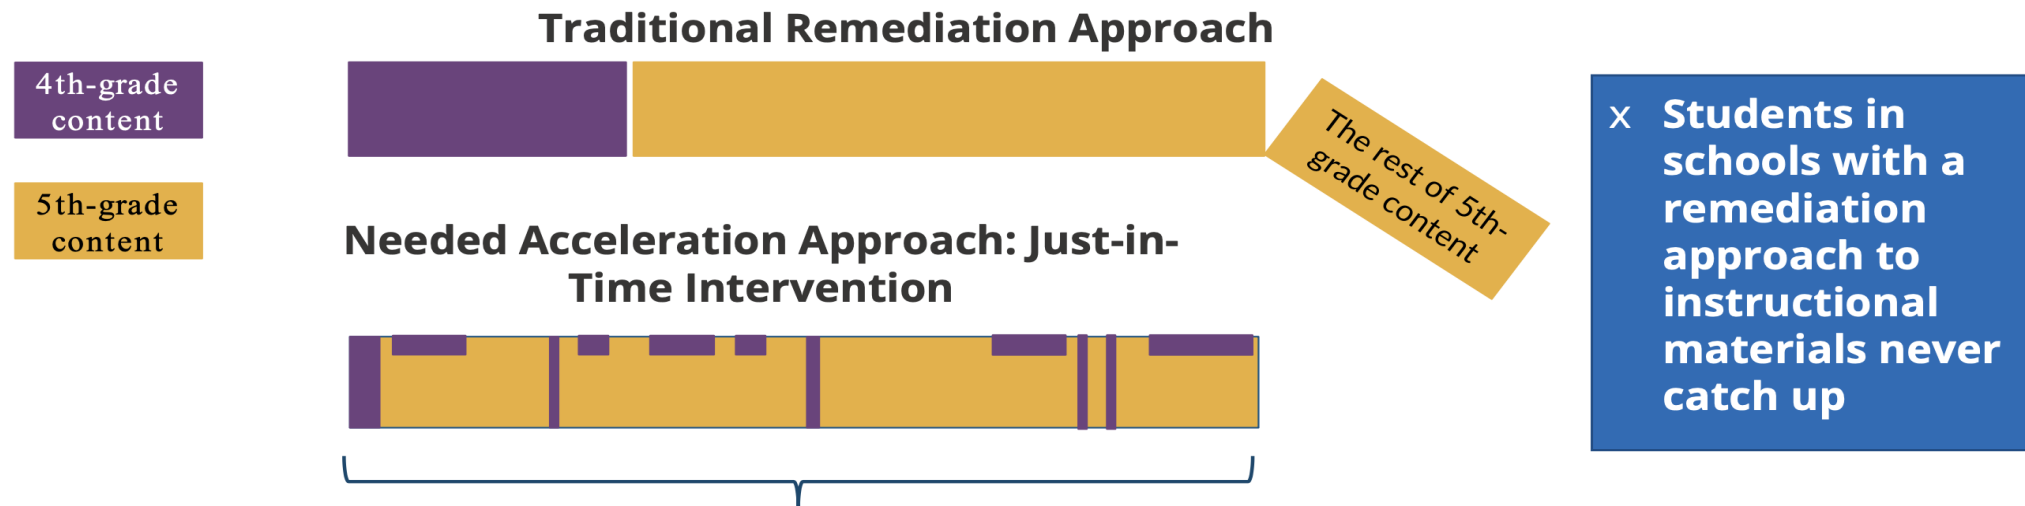 Traditional Remediation Approach
4th-grade
content
5th-grade
content
The rest of 5th-
grade content
Needed Acceleration Approach: Just-in-
Time Intervention
x Students in
schools with a
remediation
approach to
instructional
materials never
catch up